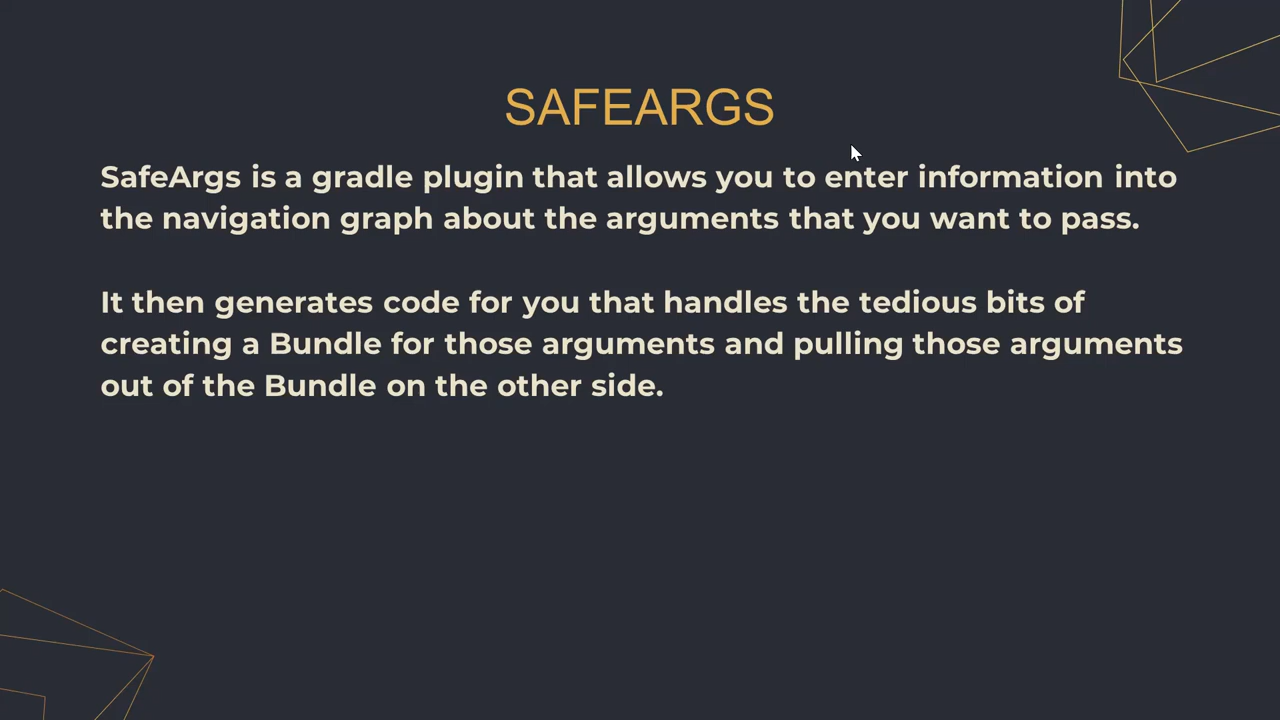 SAFEARGS
SafeArgs is a gradle plugin that allows you to enter information into
the navigation graph about the arguments that you want to pass.
It then generates code for you that handles the tedious bits of
creating a Bundle for those arguments and pulling those arguments
out of the Bundle on the other side.